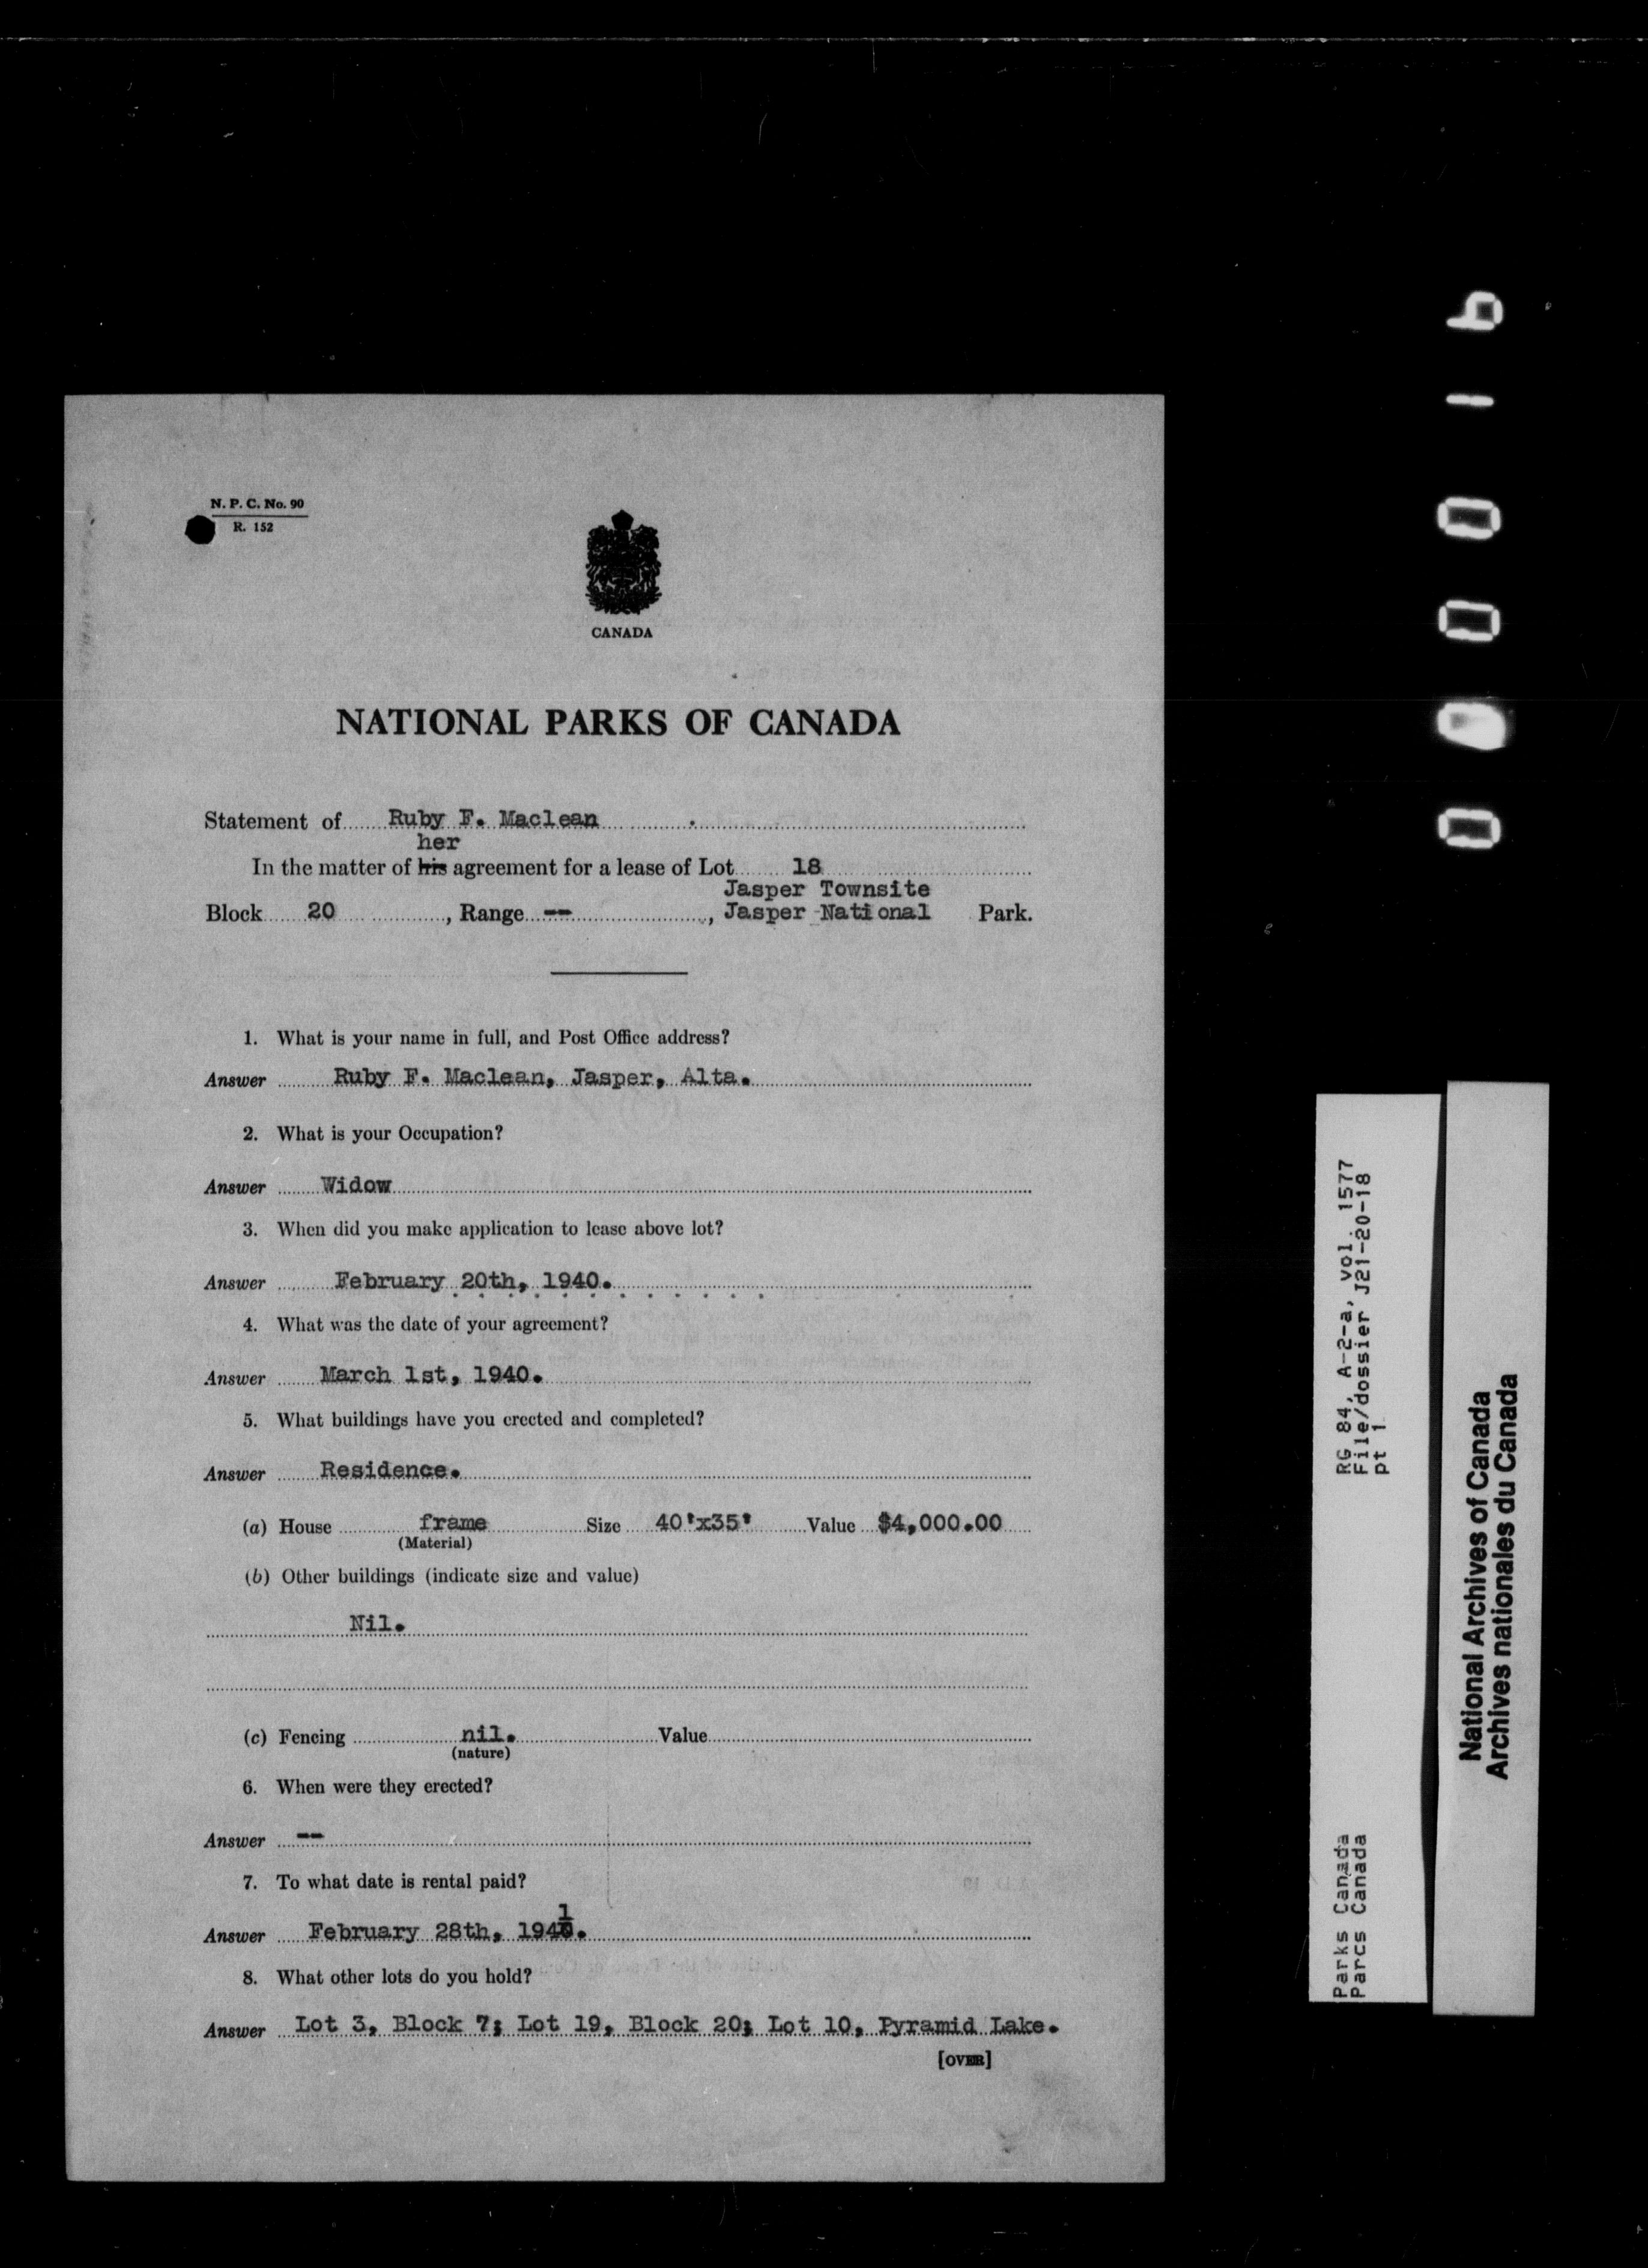 N. P. C. No. 90
R. 152
CANADA
NATIONAL PARKS OF CANADA
Statement of Ruby F. Maclean
her
In the matter of his agreement for a lease of Lot 18
Jasper Townsite
Block 20, Range --, Jasper National Park.
1. What is your name in full, and Post Office address?
Answer Ruby F. Maclean, Jasper, Alta.
2. What is your Occupation?
Answer Widow
3. When did you make application to lease above lot?
Answer February 20th, 1940.
4. What was the date of your agreement?
Answer March 1st, 1940.
5. What buildings have you erected and completed?
Answer Residence.
(a) House frame Size 40'x35' Value $4,000.00
(Material)
(b) Other buildings (indicate size and value)
Nil.
(c) Fencing nil. Value
(nature)
6. When were they erected?
Answer --
7. To what date is rental paid?
1
Answer February 28th, 1940.
8. What other lots do you hold?
Answer Lot 3, Block 7; Lot 19, Block 20; Lot 10, Pyramid Lake.
[OVER]
RG 84, A-2-a, vol. 1577
File/dossier J21-20-18
pt 1
Parks Canada
Parcs Canada
National Archives of Canada
Archives nationales du Canada